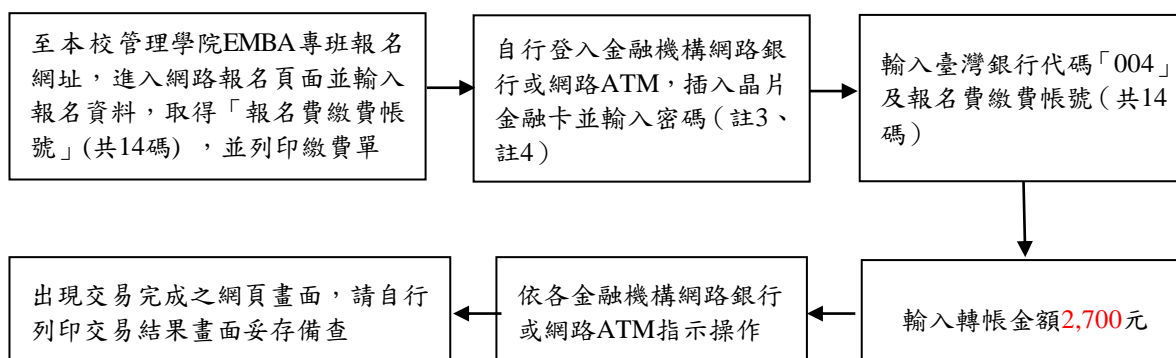 至本校管理學院EMBA專班報名
網址，進入網路報名頁面並輸入
報名資料，取得「報名費繳費帳
號」(共14碼) ，並列印繳費單
自行登入金融機構網路銀
行或網路ATM，插入晶片
金融卡並輸入密碼（註3、
註4）
輸入臺灣銀行代碼「004」
及報名費繳費帳號（共14
碼）
輸入轉帳金額2,700元
依各金融機構網路銀行
或網路ATM指示操作
出現交易完成之網頁畫面，請自行
列印交易結果畫面妥存備查